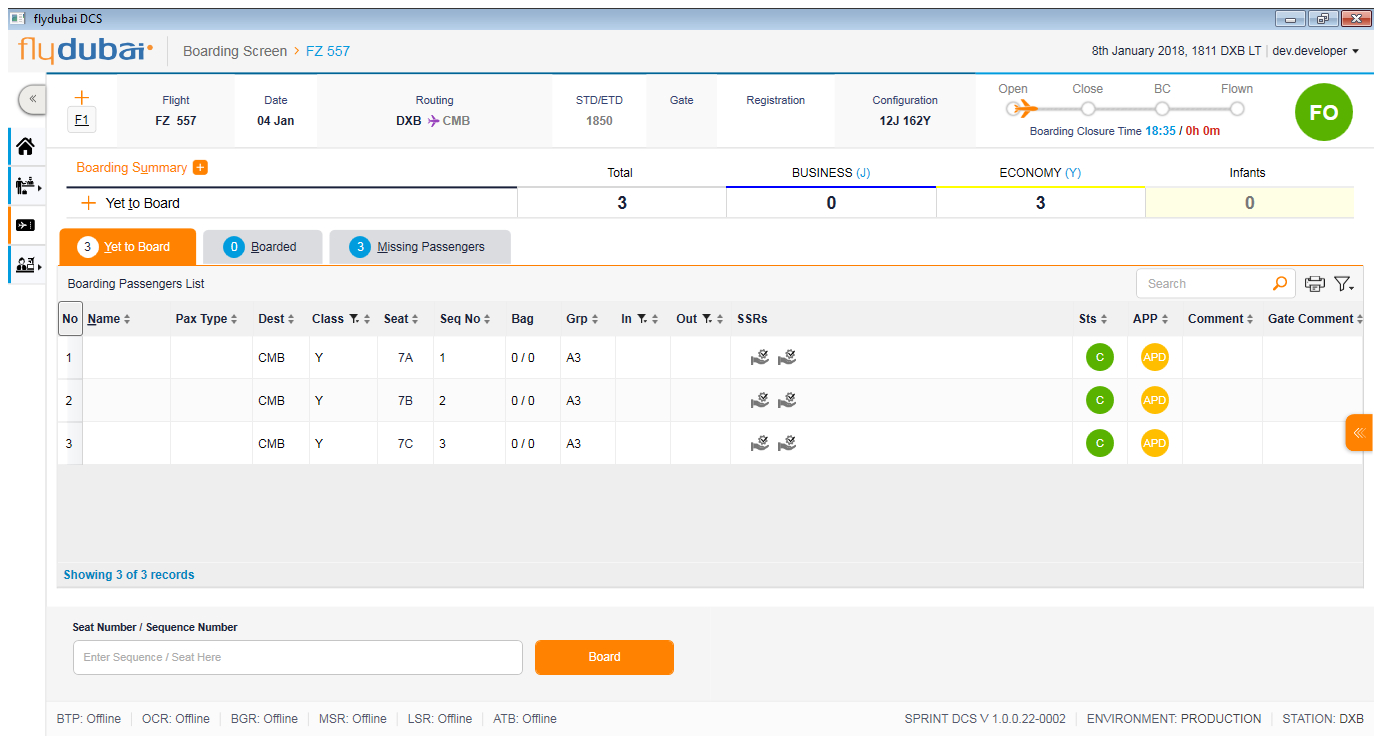 flydubai DCS
flydubai Boarding Screen > FZ 557 8th January 2018, 1811 DXB LT | dev.developer
Open Close BC Flown
Flight Date Routing STD/ETD Gate Registration Configuration
F1 FZ 557 04 Jan DXB CMB 1850 12J 162Y FO
Boarding Closure Time 18:35 / 0h 0m
Boarding Summary + Total BUSINESS (J) ECONOMY (Y) Infants
Yet to Board 3 0 3 0
3 Yet to Board 0 Boarded 3 Missing Passengers
Boarding Passengers List Search
No Name Pax Type Dest Class Seat Seq No Bag Grp In Out SSRs Sts APP Comment Gate Comment
1 CMB Y 7A 1 0 / 0 A3 C APD
2 CMB Y 7B 2 0 / 0 A3 C APD
3 CMB Y 7C 3 0 / 0 A3 C APD
Showing 3 of 3 records
Seat Number / Sequence Number
Enter Sequence / Seat Here Board
BTP: Offline OCR: Offline BGR: Offline MSR: Offline LSR: Offline ATB: Offline SPRINT DCS V 1.0.0.22-0002 ENVIRONMENT: PRODUCTION STATION: DXB